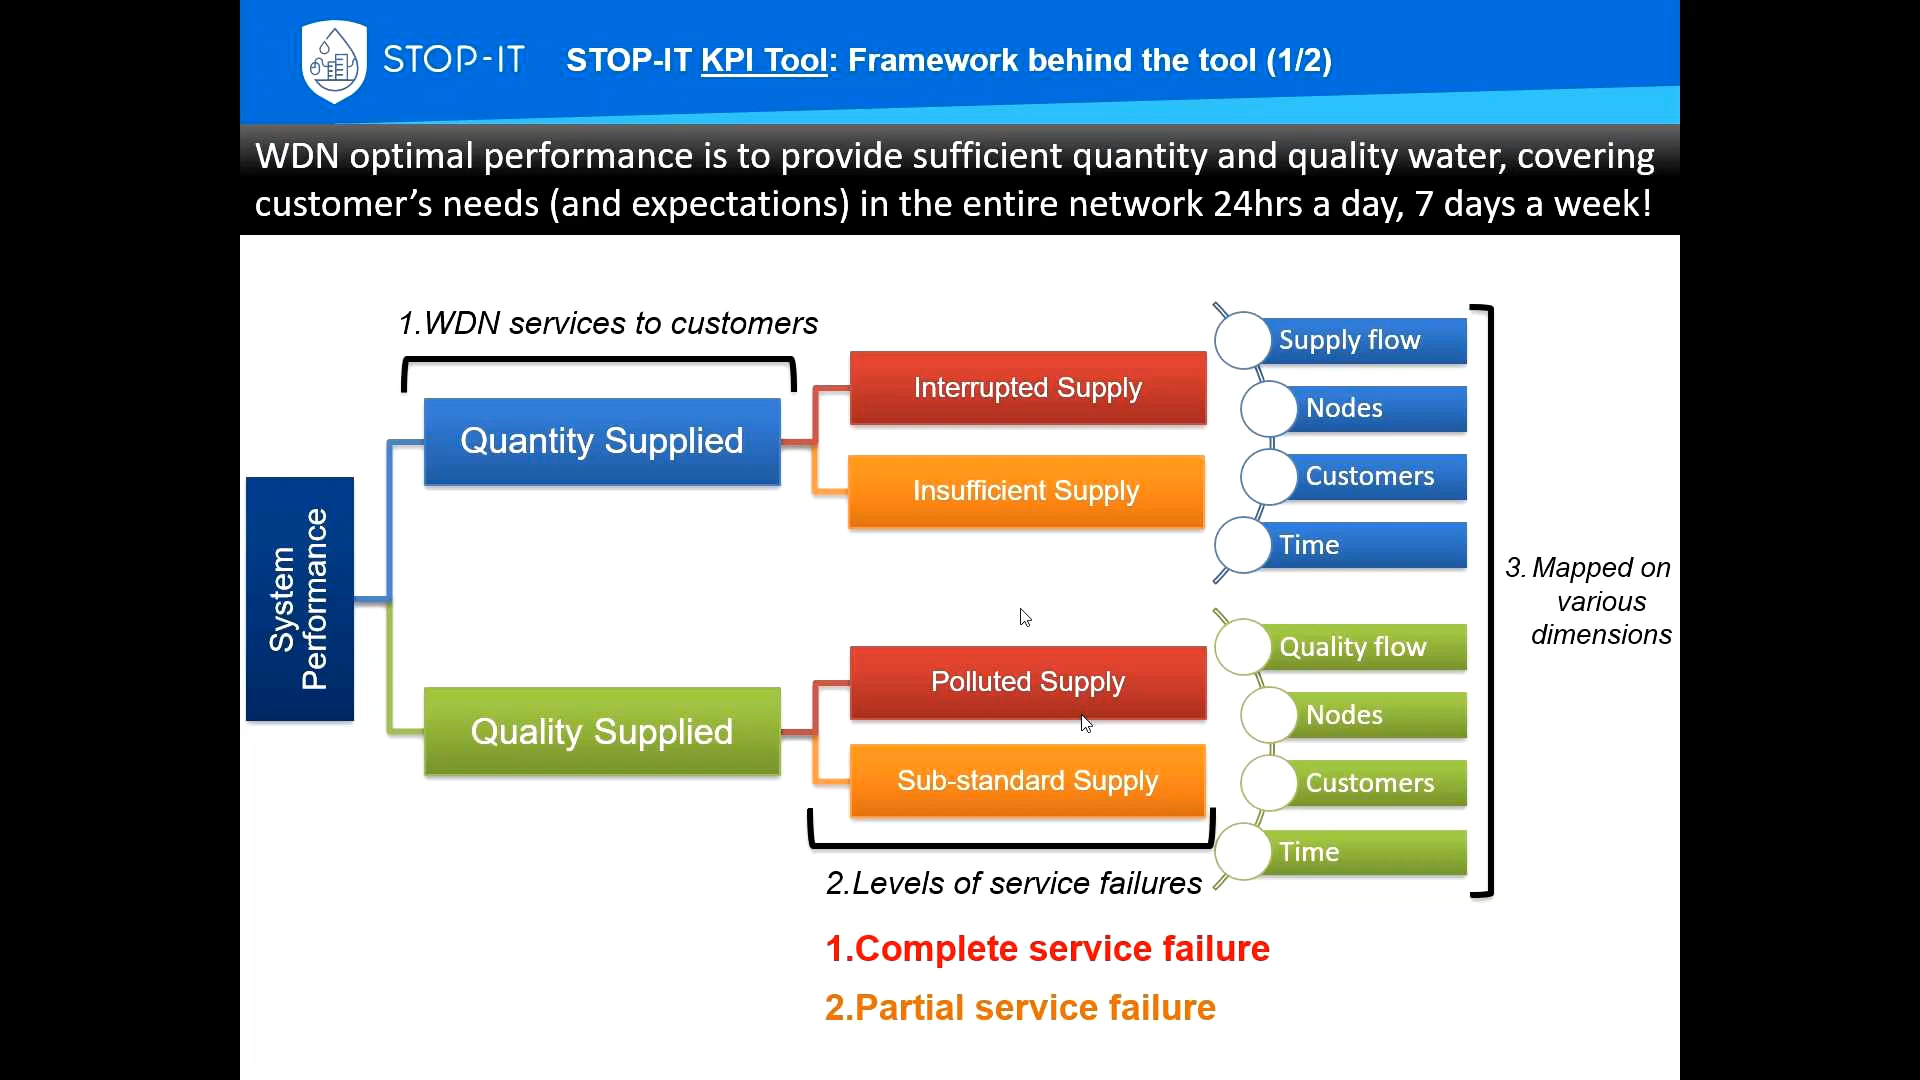 STOP-IT
STOP-IT KPI Tool: Framework behind the tool (1/2)
WDN optimal performance is to provide sufficient quantity and quality water, covering
customer’s needs (and expectations) in the entire network 24hrs a day, 7 days a week!
1.WDN services to customers
System
Performance
Quantity Supplied
Quality Supplied
Interrupted Supply
Insufficient Supply
Polluted Supply
Sub-standard Supply
Supply flow
Nodes
Customers
Time
Quality flow
Nodes
Customers
Time
3. Mapped on
various
dimensions
2.Levels of service failures
1.Complete service failure
2.Partial service failure